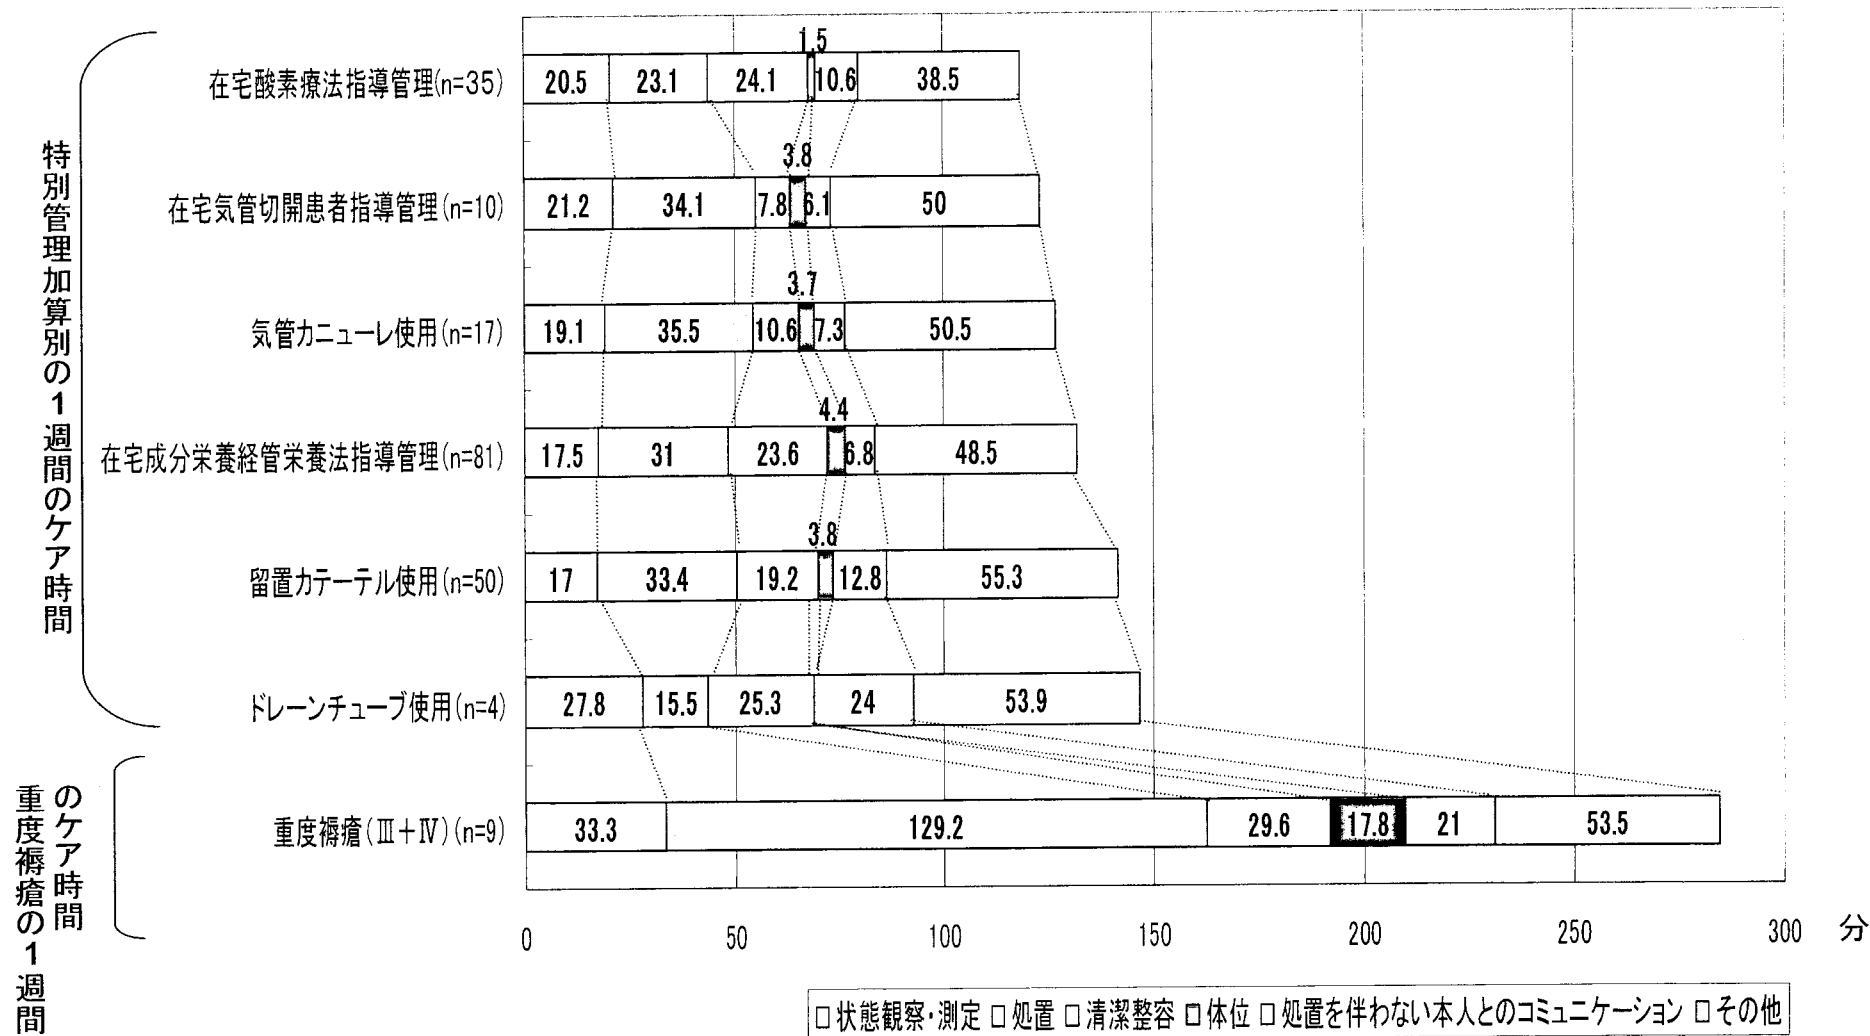 特別管理加算別の1週間のケア時間
在宅酸素療法指導管理(n=35)
20.5 23.1 24.1 1.5 10.6 38.5
在宅気管切開患者指導管理(n=10)
21.2 34.1 7.8 3.8 6.1 50
気管カニューレ使用(n=17)
19.1 35.5 10.6 3.7 7.3 50.5
在宅成分栄養経管栄養法指導管理(n=81)
17.5 31 23.6 4.4 6.8 48.5
留置カテーテル使用(n=50)
17 33.4 19.2 3.8 12.8 55.3
ドレーンチューブ使用(n=4)
27.8 15.5 25.3 24 53.9
重度褥瘡の1週間
のケア時間
重度褥瘡(Ⅲ+Ⅳ)(n=9)
33.3 129.2 29.6 17.8 21 53.5
0 50 100 150 200 250 300 分
□状態観察・測定 □処置 □清潔整容 □体位 □処置を伴わない本人とのコミュニケーション □その他